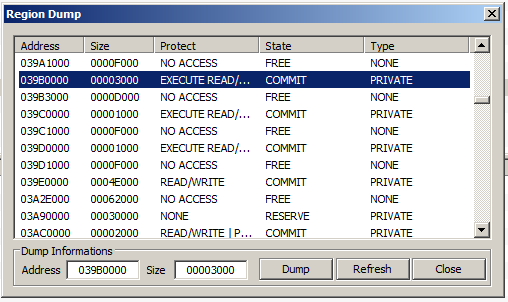 Region Dump
Address Size Protect State Type
039A1000 0000F000 NO ACCESS FREE NONE
039B0000 00003000 EXECUTE READ/... COMMIT PRIVATE
039B3000 0000D000 NO ACCESS FREE NONE
039C0000 00001000 EXECUTE READ/... COMMIT PRIVATE
039C1000 0000F000 NO ACCESS FREE NONE
039D0000 00001000 EXECUTE READ/... COMMIT PRIVATE
039D1000 0000F000 NO ACCESS FREE NONE
039E0000 0004E000 READ/WRITE COMMIT PRIVATE
03A2E000 00062000 NO ACCESS FREE NONE
03A90000 00030000 NONE RESERVE PRIVATE
03AC0000 00002000 READ/WRITE | P... COMMIT PRIVATE
Dump Informations
Address 039B0000 Size 00003000 Dump Refresh Close